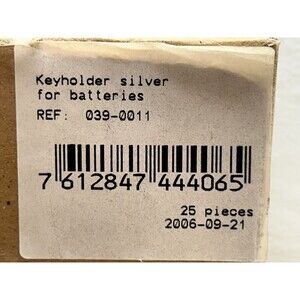 Keyholder silver
for batteries
REF: 039-0011
7 612847 444065
25 pieces
2006-09-21